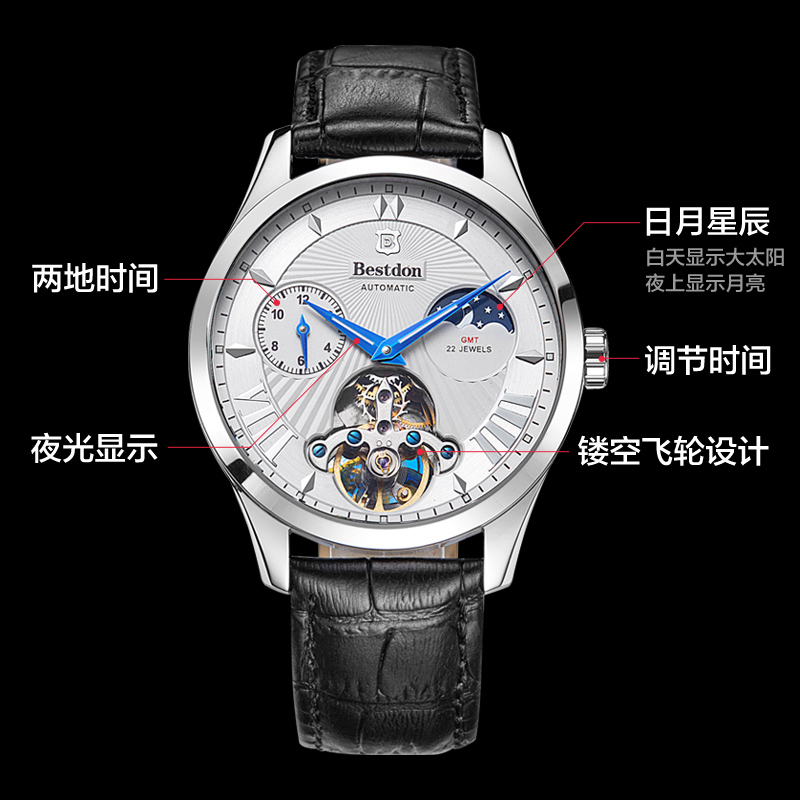 日月星辰
白天显示大太阳
夜上显示月亮
两地时间
Bestdon
AUTOMATIC
12
10
8
6
4
GMT
22 JEWELS
调节时间
夜光显示
镂空飞轮设计